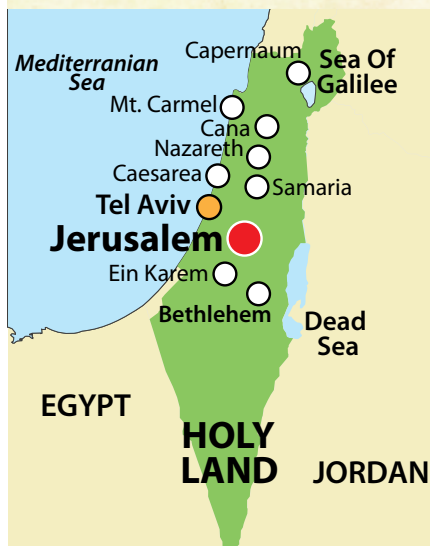 Capernaum
Mediterranian
Sea
Sea Of
Galilee
Mt. Carmel
Cana
Nazareth
Caesarea
Samaria
Tel Aviv
Jerusalem
Ein Karem
Bethlehem
Dead
Sea
EGYPT
HOLY
LAND
JORDAN